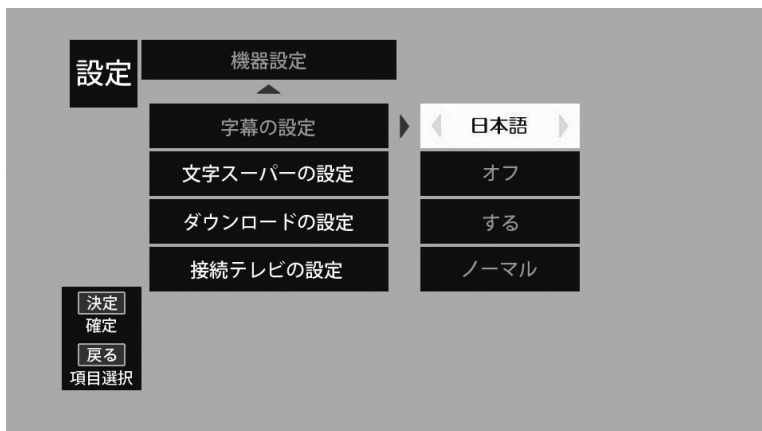 設定
機器設定
字幕の設定
日本語
文字スーパーの設定
オフ
ダウンロードの設定
する
接続テレビの設定
ノーマル
決定
確定
戻る
項目選択